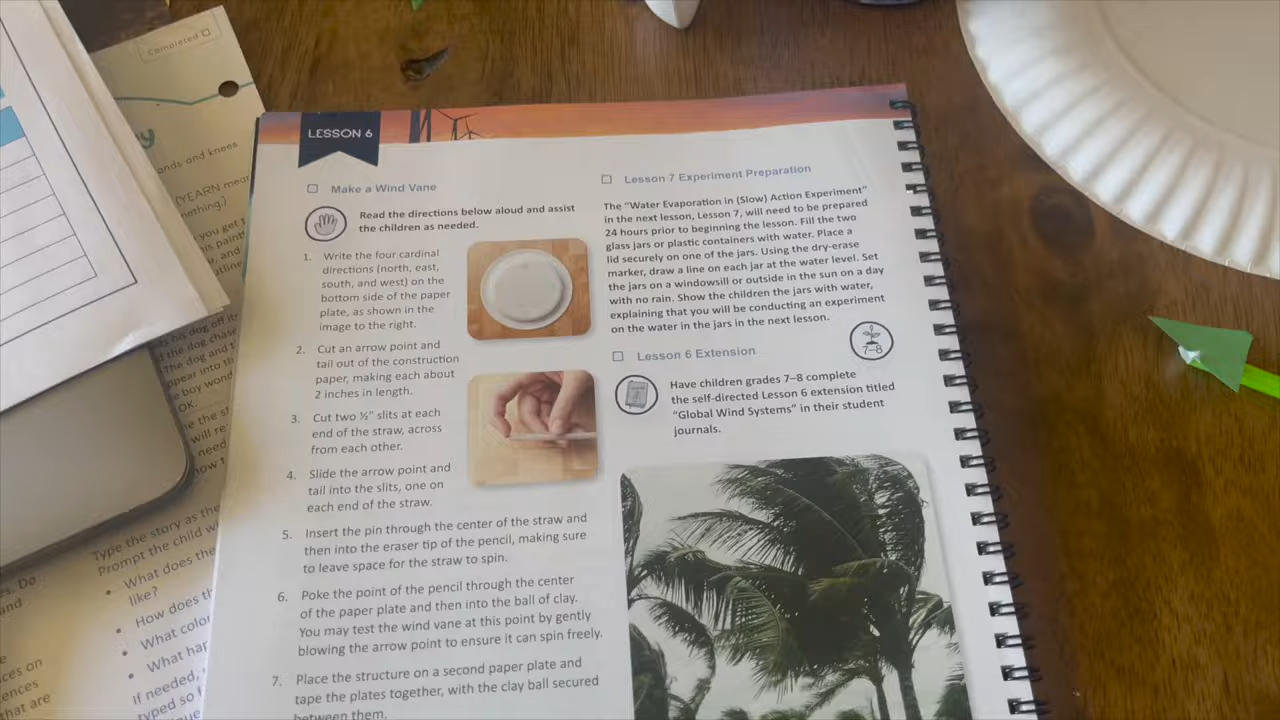 Completed
ands and knees
(YEARN mear
nothing.)
LESSON 6
Make a Wind Vane
Read the directions below aloud and assist
the children as needed.
1. Write the four cardinal
directions (north, east,
south, and west) on the
bottom side of the paper
plate, as shown in the
image to the right.
2. Cut an arrow point and
tail out of the construction
paper, making each about
2 inches in length.
3. Cut two ½" slits at each
end of the straw, across
from each other.
4. Slide the arrow point and
tail into the slits, one on
each end of the straw.
5. Insert the pin through the center of the straw and
then into the eraser tip of the pencil, making sure
to leave space for the straw to spin.
6. Poke the point of the pencil through the center
of the paper plate and then into the ball of clay.
You may test the wind vane at this point by gently
blowing the arrow point to ensure it can spin freely.
7. Place the structure on a second paper plate and
tape the plates together, with the clay ball secured
between them.
Lesson 7 Experiment Preparation
The “Water Evaporation in (Slow) Action Experiment”
in the next lesson, Lesson 7, will need to be prepared
24 hours prior to beginning the lesson. Fill the two
glass jars or plastic containers with water. Place a
lid securely on one of the jars. Using the dry-erase
marker, draw a line on each jar at the water level. Set
the jars on a windowsill or outside in the sun on a day
with no rain. Show the children the jars with water,
explaining that you will be conducting an experiment
on the water in the jars in the next lesson.
7–8
Lesson 6 Extension
Have children grades 7–8 complete
the self-directed Lesson 6 extension titled
“Global Wind Systems” in their student
journals.
Type the story as the
Prompt the child w
• What does the
like?
• How does th
• What color
• What hap
If needed,
typed so